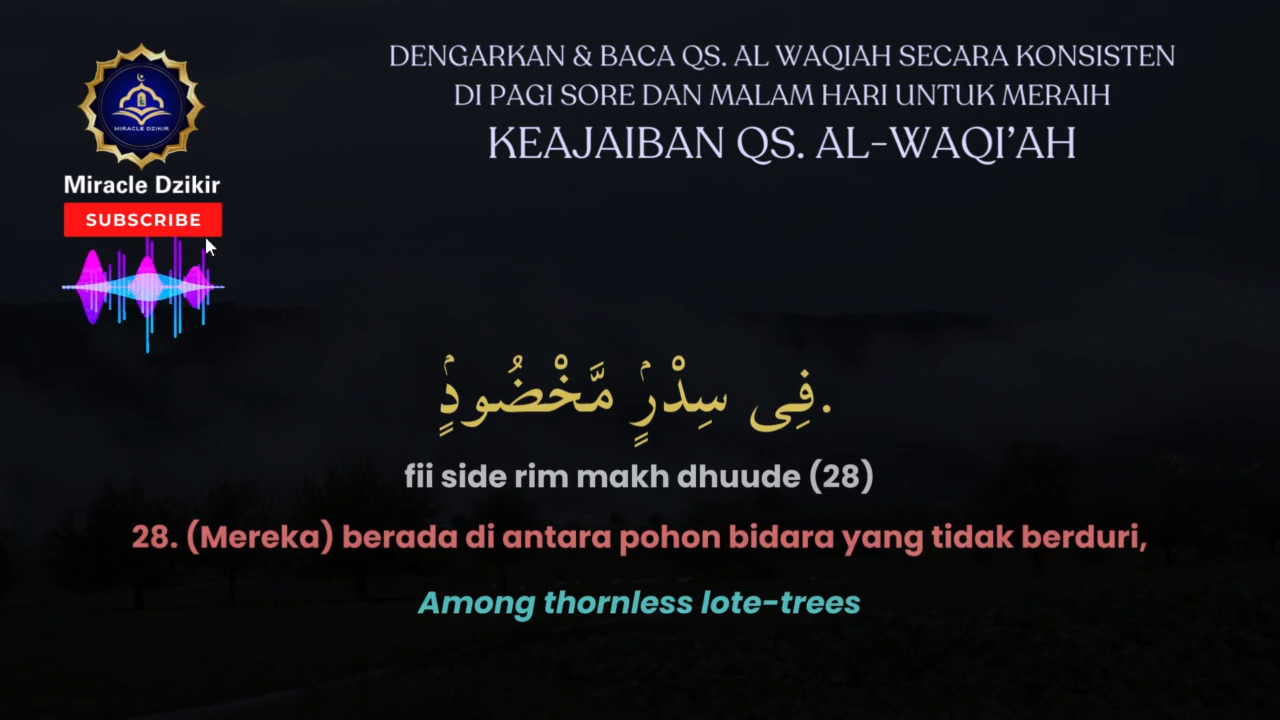 DENGARKAN & BACA QS. AL WAQIAH SECARA KONSISTEN
DI PAGI SORE DAN MALAM HARI UNTUK MERAIH
KEAJAIBAN QS. AL-WAQI'AH
MIRACLE DZIKIR
Miracle Dzikir
SUBSCRIBE
.فِى سِدْرٍۢ مَّخْضُودٍۢ
fii side rim makh dhuude (28)
28. (Mereka) berada di antara pohon bidara yang tidak berduri,
Among thornless lote-trees